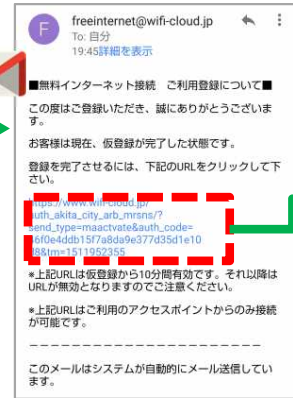 F
freeinternet@wifi-cloud.jp
To: 自分
19:45詳細を表示
■無料インターネット接続　ご利用登録について■
この度はご登録いただき、誠にありがとうございま
す。
お客様は現在、仮登録が完了した状態です。
登録を完了させるには、下記のURLをクリックして下
さい。
https://www.wifi-cloud.jp/
auth_akita_city_arb_mrsns/?
send_type=maactvate&auth_code=
46f0e4ddb15f7a8da9e377d35d1e10
&tm=1511952355
*上記URLは仮登録から10分間有効です。それ以降は
URLが無効となりますのでご注意ください。
*上記URLはご利用のアクセスポイントからのみ接続
が可能です。
－－－－－－－－－－－－－－－－－－－－－－
このメールはシステムが自動的にメール送信してい
ます。